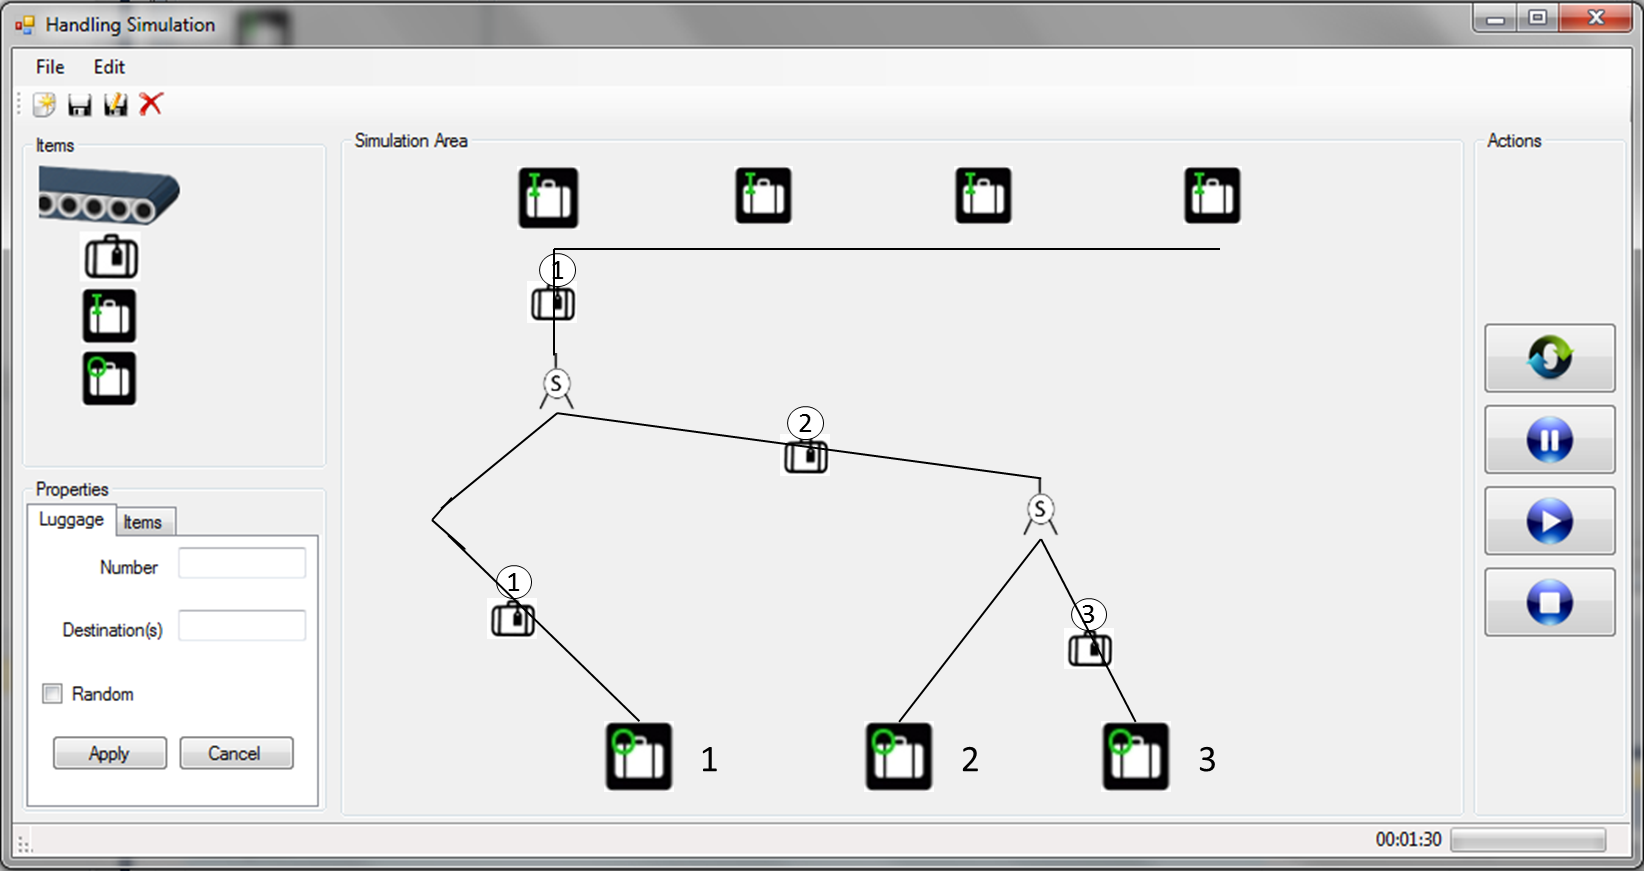 Handling Simulation
File Edit
Items
Simulation Area
Actions
1
S
2
S
Properties
Luggage Items
Number
Destination(s)
Random
Apply Cancel
1
3
1 2 3
00:01:30